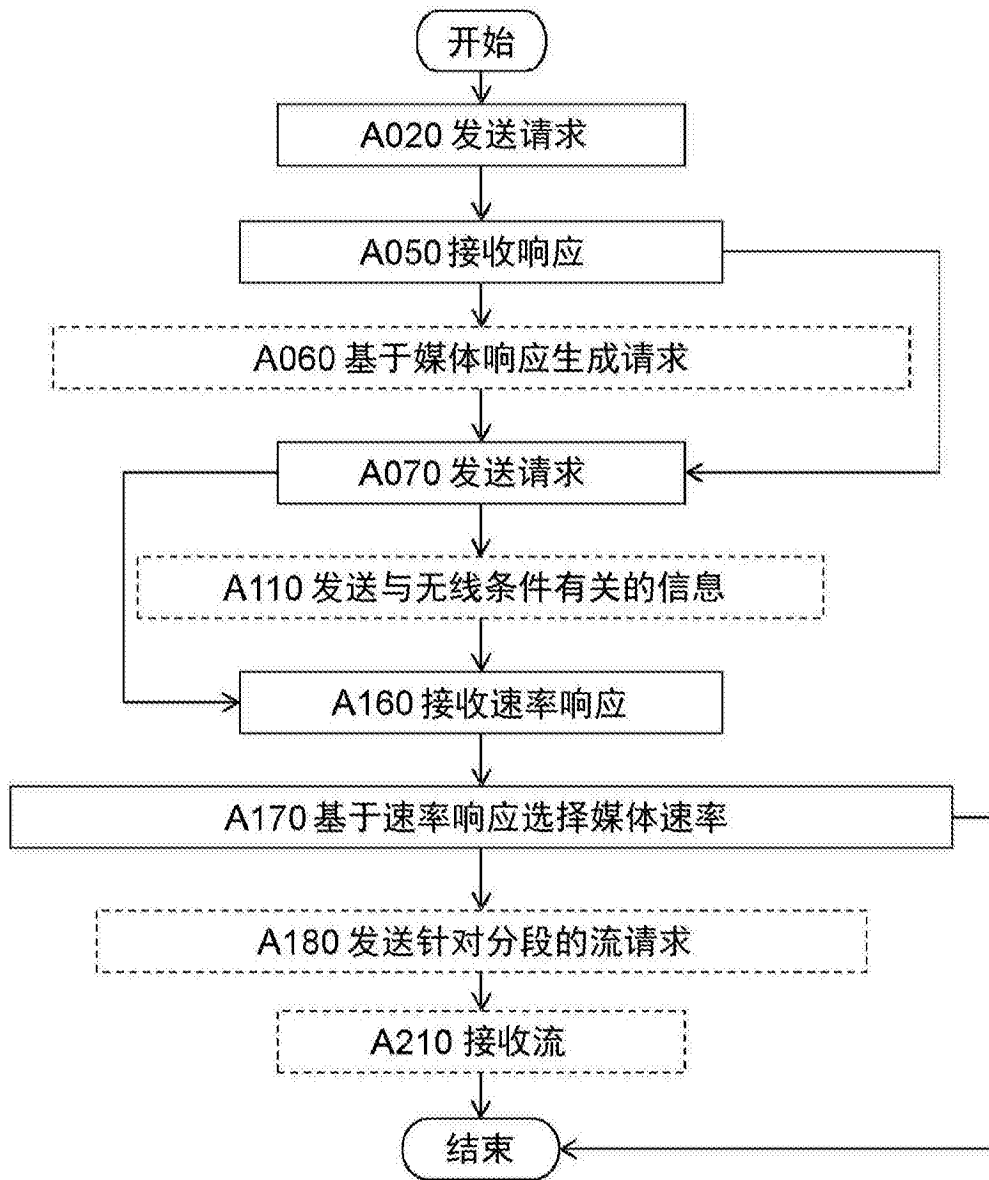 开始
A020 发送请求
A050 接收响应
A060 基于媒体响应生成请求
A070 发送请求
A110 发送与无线条件有关的信息
A160 接收速率响应
A170 基于速率响应选择媒体速率
A180 发送针对分段的流请求
A210 接收流
结束